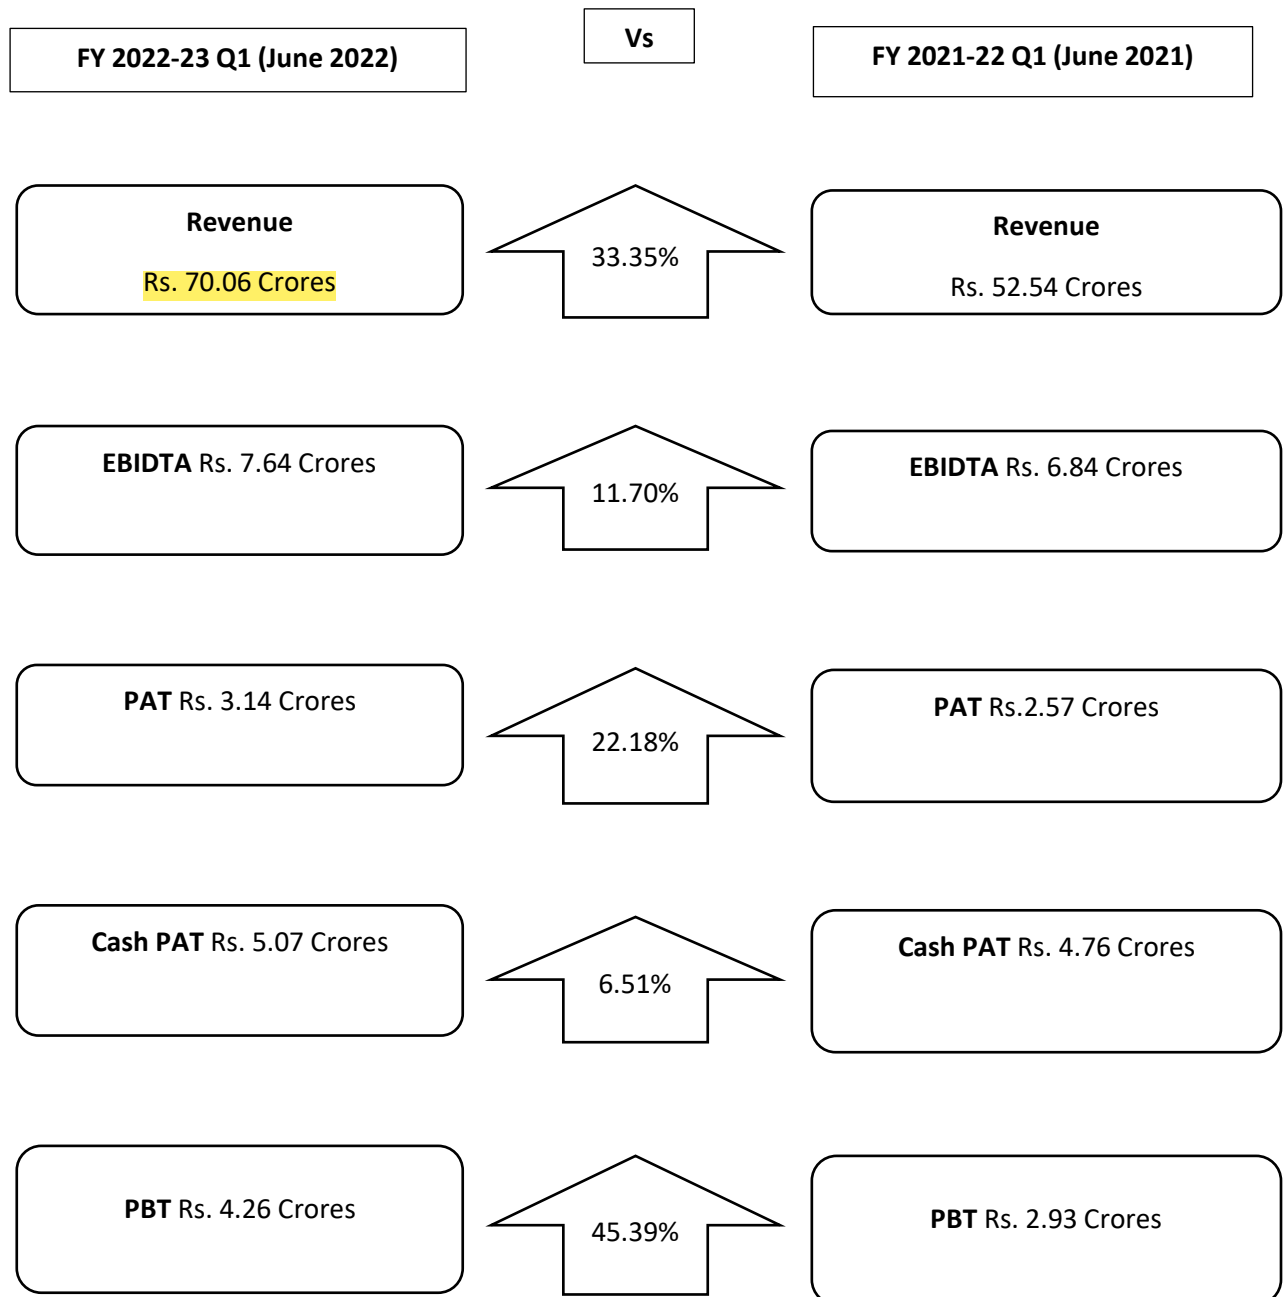 FY 2022-23 Q1 (June 2022)
Vs
FY 2021-22 Q1 (June 2021)
Revenue
Rs. 70.06 Crores
33.35%
Revenue
Rs. 52.54 Crores
EBIDTA Rs. 7.64 Crores
11.70%
EBIDTA Rs. 6.84 Crores
PAT Rs. 3.14 Crores
22.18%
PAT Rs.2.57 Crores
Cash PAT Rs. 5.07 Crores
6.51%
Cash PAT Rs. 4.76 Crores
PBT Rs. 4.26 Crores
45.39%
PBT Rs. 2.93 Crores